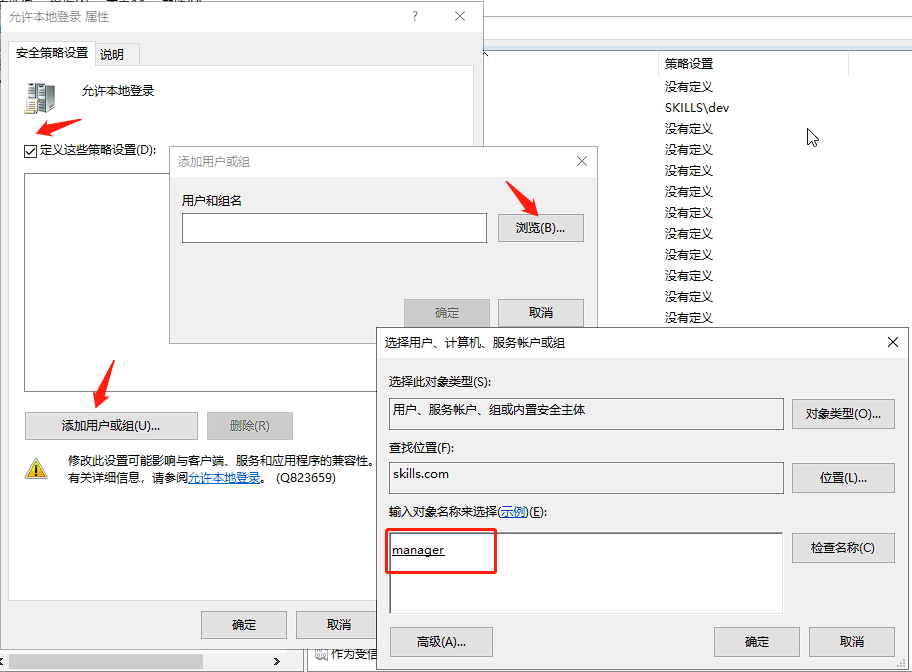 允许本地登录 属性
?
安全策略设置
说明
允许本地登录
定义这些策略设置(D):
添加用户或组
用户和组名
浏览(B)...
确定
取消
添加用户或组(U)...
删除(R)
修改此设置可能影响与客户端、服务和应用程序的兼容性。
有关详细信息，请参阅允许本地登录。 (Q823659)
确定
取消
策略设置
没有定义
SKILLS\dev
没有定义
没有定义
没有定义
没有定义
没有定义
没有定义
没有定义
没有定义
没有定义
没有定义
选择用户、计算机、服务帐户或组
选择此对象类型(S):
用户、服务帐户、组或内置安全主体
对象类型(O)...
查找位置(F):
skills.com
位置(L)...
输入对象名称来选择(示例)(E):
manager
检查名称(C)
高级(A)...
确定
取消
作为受信